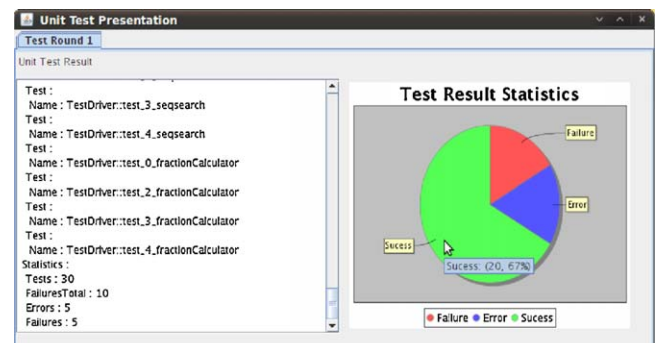 Unit Test Presentation
Test Round 1
Unit Test Result
Test :
Name : TestDriver::test_3_seqsearch
Test :
Name : TestDriver::test_4_seqsearch
Test :
Name : TestDriver::test_0_fractionCalculator
Test :
Name : TestDriver::test_2_fractionCalculator
Test :
Name : TestDriver::test_3_fractionCalculator
Test :
Name : TestDriver::test_4_fractionCalculator
Statistics :
Tests : 30
FailuresTotal : 10
Errors : 5
Failures : 5
Test Result Statistics
Failure
Error
Sucess
Sucess: (20, 67%)
Failure Error Sucess